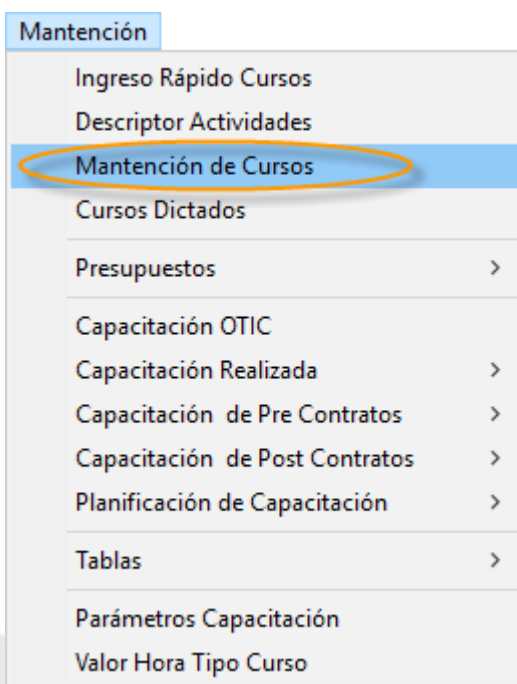 Mantención
Ingreso Rápido Cursos
Descriptor Actividades
Mantención de Cursos
Cursos Dictados
Presupuestos
Capacitación OTIC
Capacitación Realizada
Capacitación  de Pre Contratos
Capacitación  de Post Contratos
Planificación de Capacitación
Tablas
Parámetros Capacitación
Valor Hora Tipo Curso